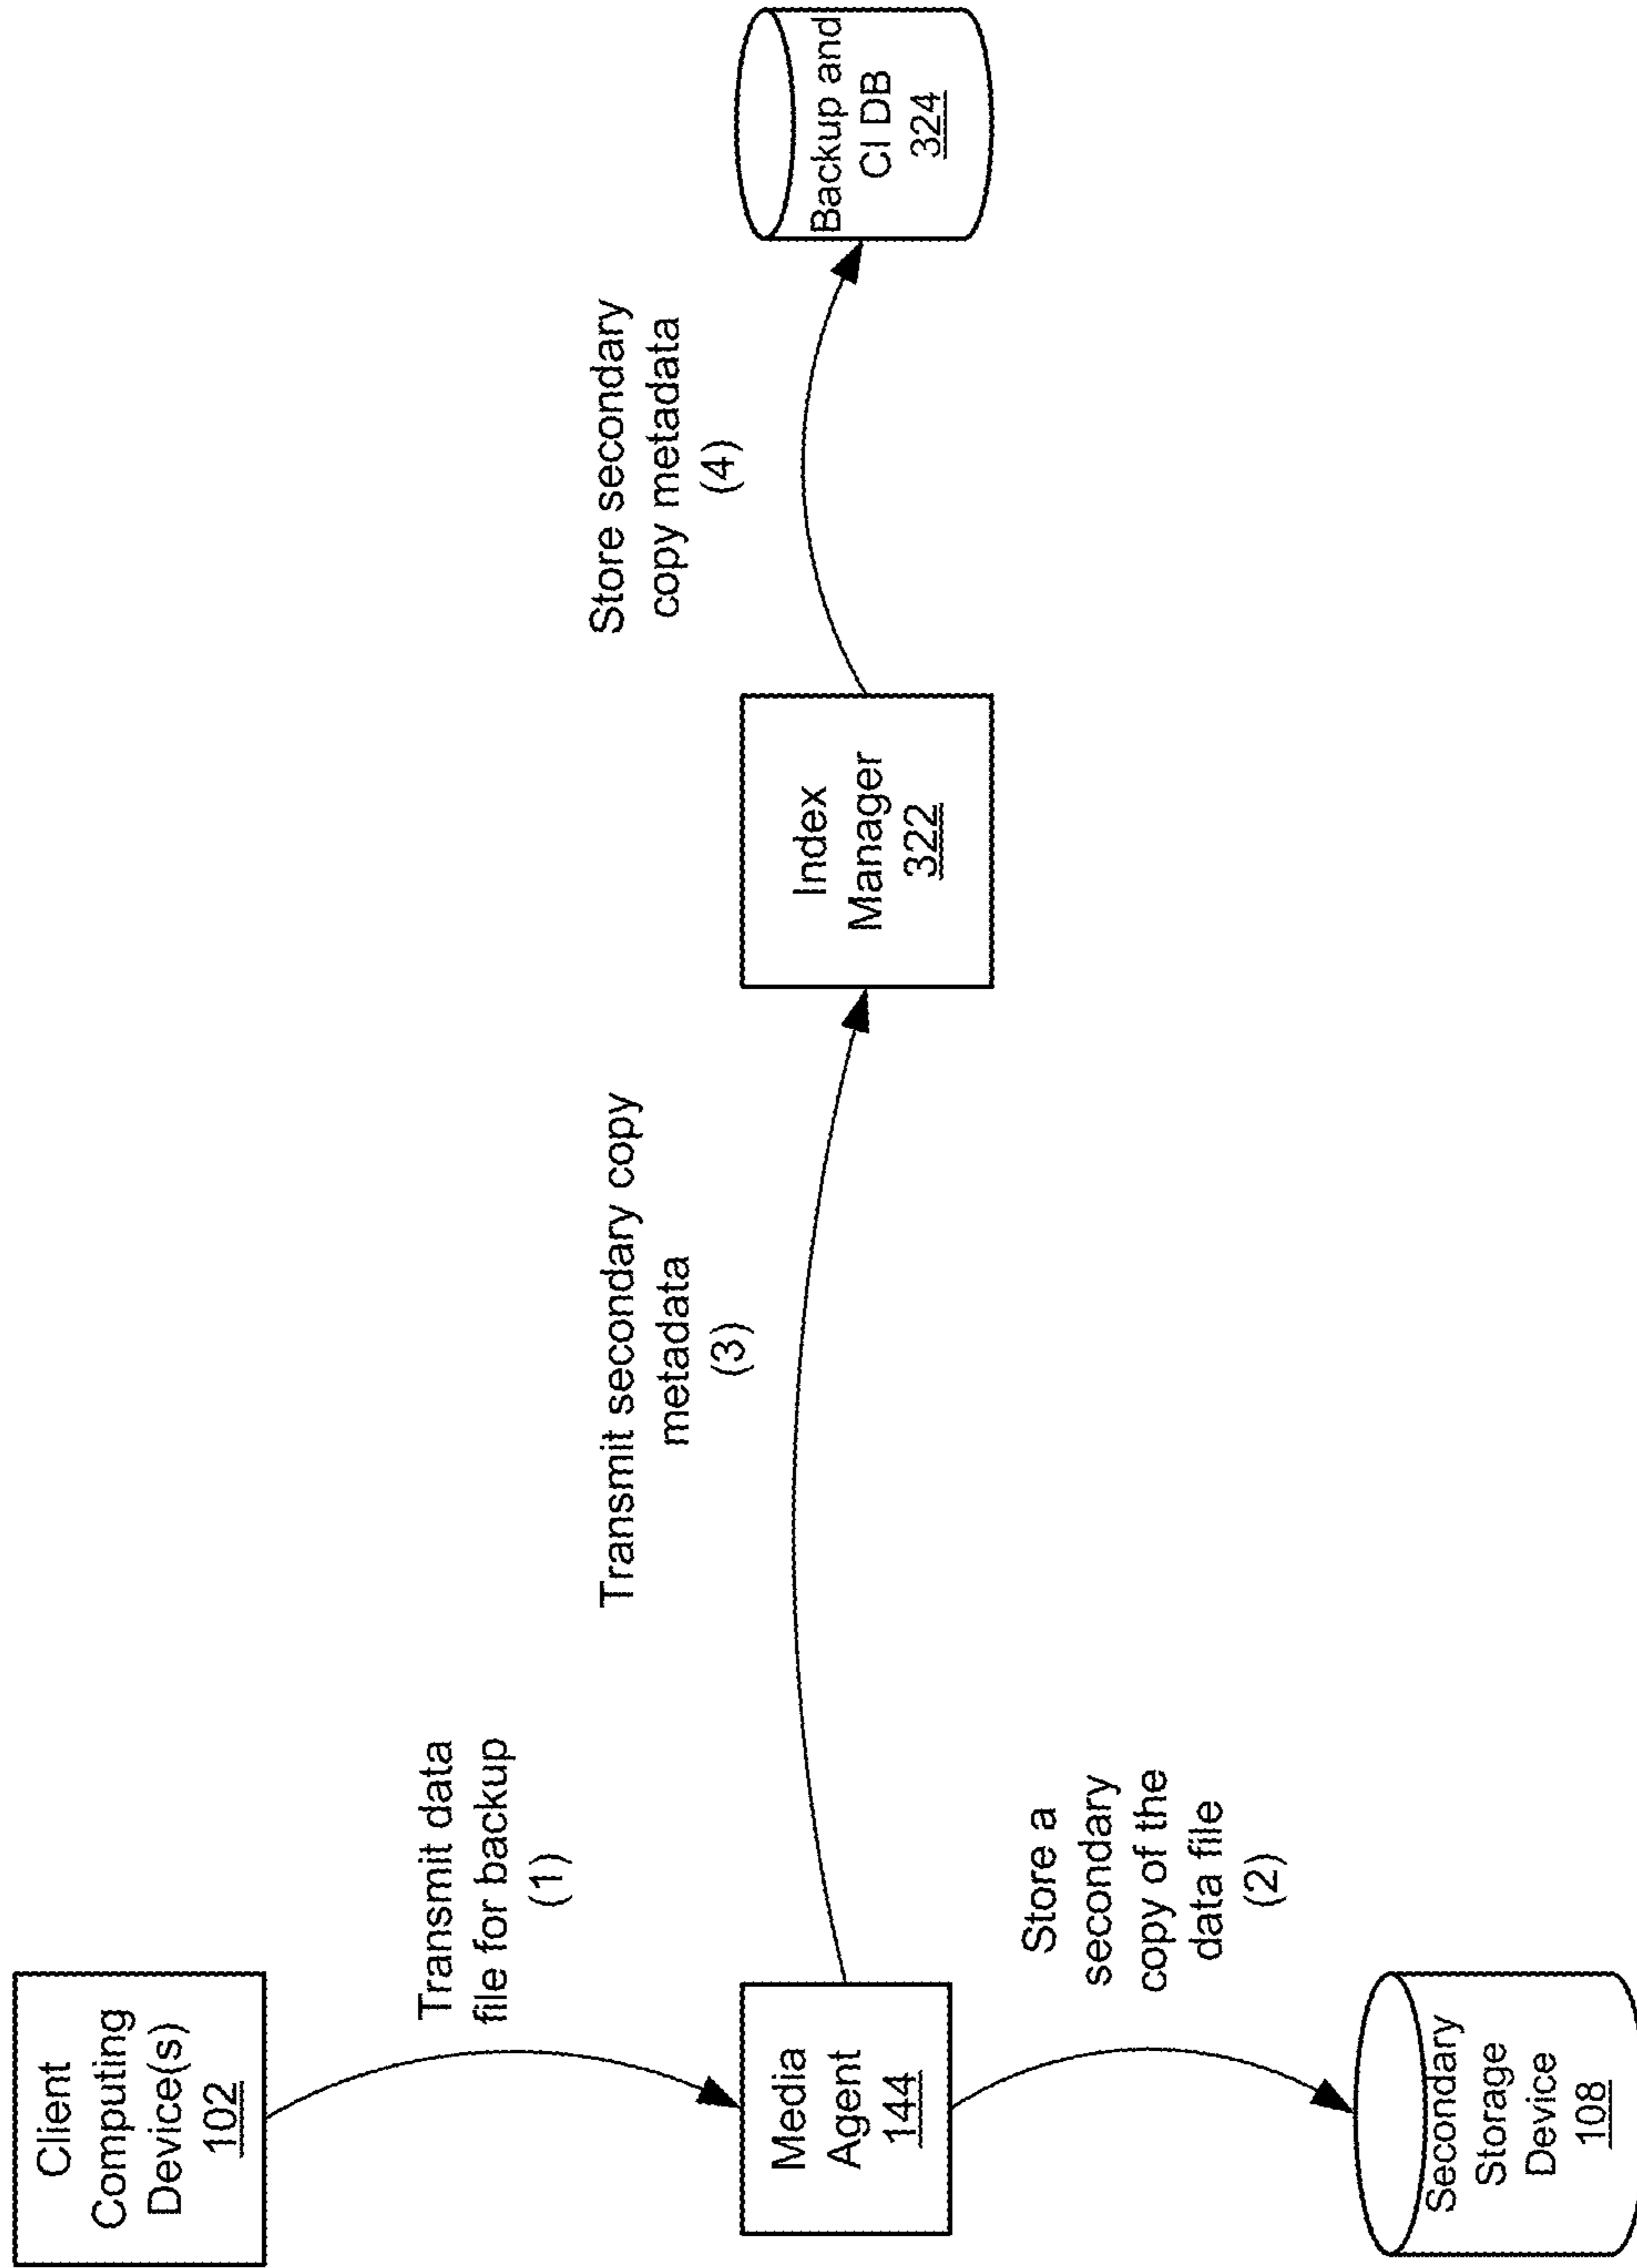 Client
Computing
Device(s)
102
Transmit data
file for backup
(1)
Media
Agent
144
Store a
secondary
copy of the
data file
(2)
Secondary
Storage
Device
108
Transmit secondary copy
metadata
(3)
Index
Manager
322
Store secondary
copy metadata
(4)
Backup and
CI DB
324